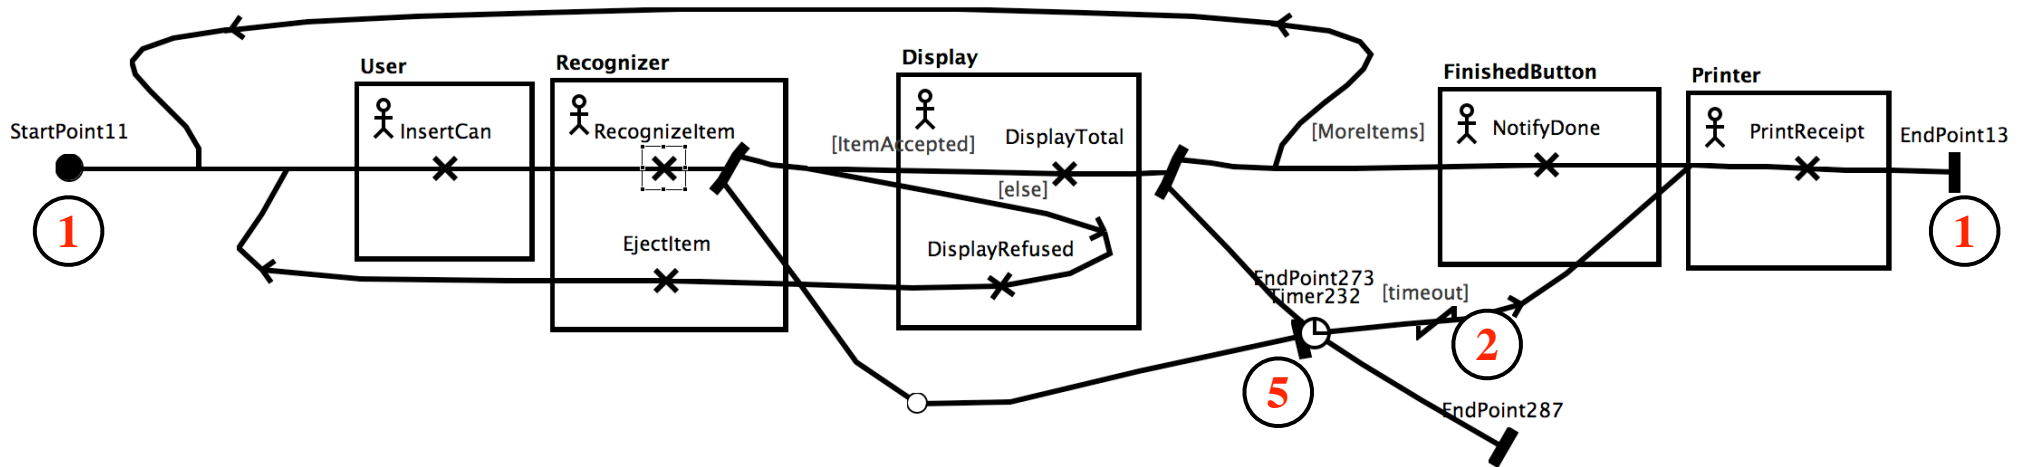 User
Recognizer
Display
FinishedButton
Printer
StartPoint11
InsertCan
RecognizeItem
[ItemAccepted]
DisplayTotal
[MoreItems]
NotifyDone
PrintReceipt
EndPoint13
[else]
1
1
EjectItem
DisplayRefused
EndPoint273
Timer232
[timeout]
2
5
EndPoint287